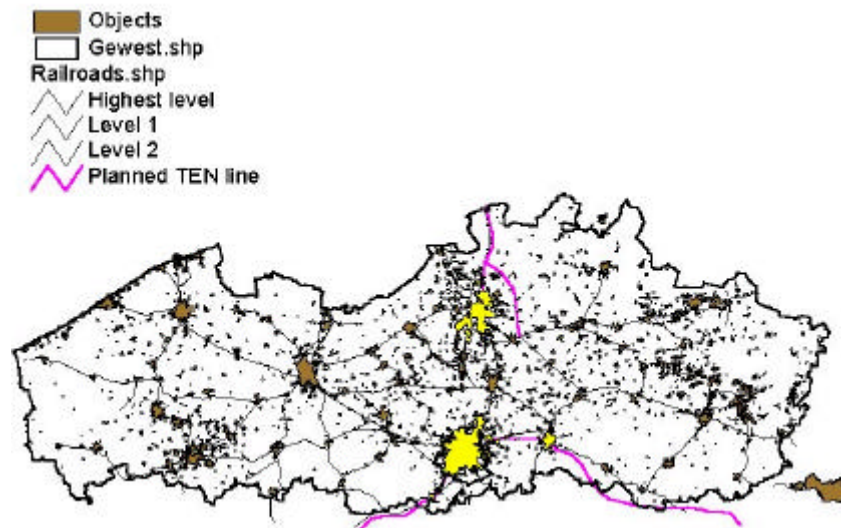 Objects
Gewest.shp
Railroads.shp
Highest level
Level 1
Level 2
Planned TEN line